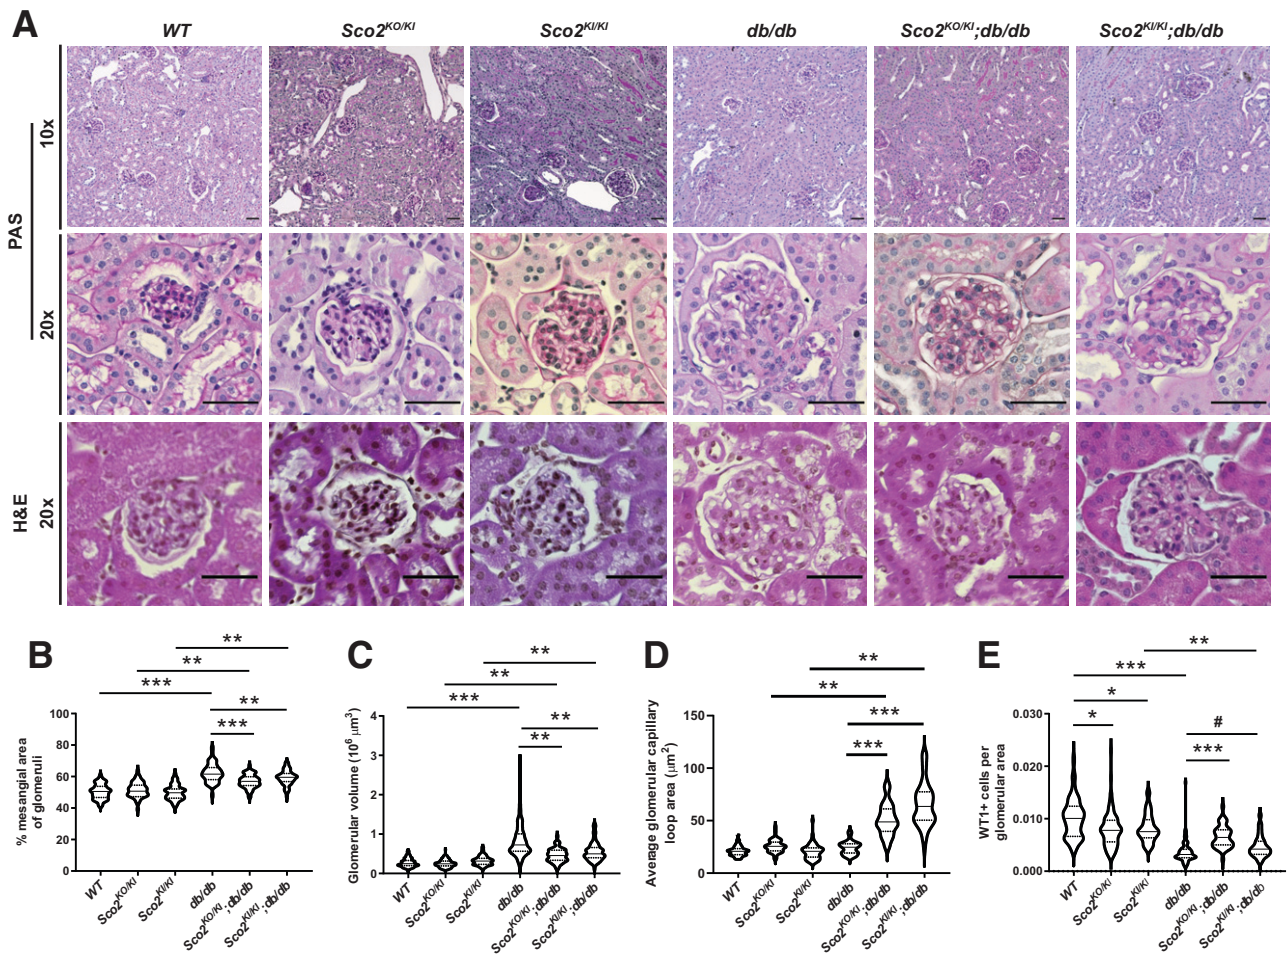 A
WT
Sco2KO/KI
Sco2KI/KI
db/db
Sco2KO/KI;db/db
Sco2KI/KI;db/db
PAS
10x
20x
H&E
20x
B
**
**
***
**
***
% mesangial area
of glomeruli
100
80
60
40
20
0
WT
Sco2KO/KI
Sco2KI/KI
db/db
Sco2KO/KI;db/db
Sco2KI/KI;db/db
C
**
**
***
**
**
Glomerular volume (10⁶ µm³)
4
3
2
1
0
WT
Sco2KO/KI
Sco2KI/KI
db/db
Sco2KO/KI;db/db
Sco2KI/KI;db/db
D
**
**
***
***
Average glomerular capillary
loop area (µm²)
150
100
50
0
WT
Sco2KO/KI
Sco2KI/KI
db/db
Sco2KO/KI;db/db
Sco2KI/KI;db/db
E
**
***
*
*
#
***
WT1+ cells per
glomerular area
0.030
0.020
0.010
0.000
WT
Sco2KO/KI
Sco2KI/KI
db/db
Sco2KO/KI;db/db
Sco2KI/KI;db/db